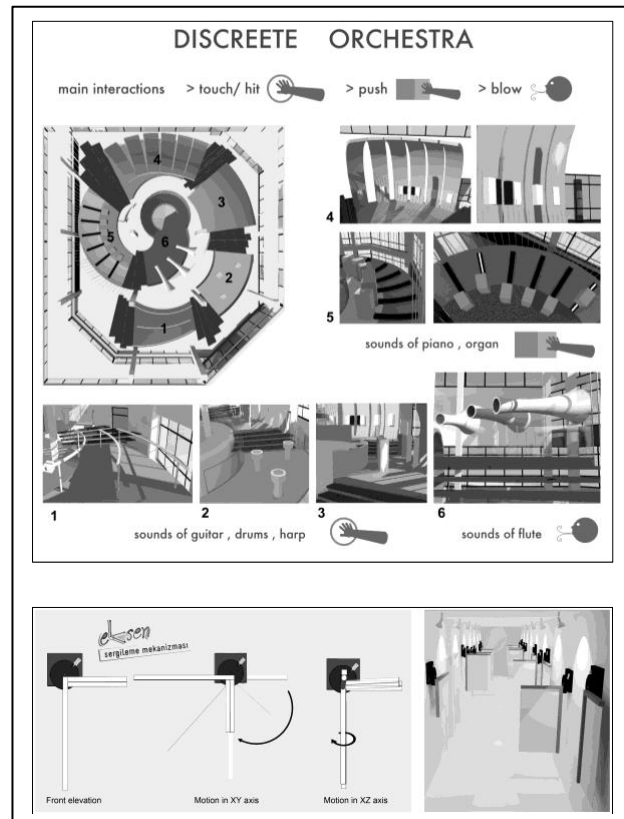 DISCREETE ORCHESTRA
main interactions > touch/ hit > push > blow
4
3
5
6
2
1
4
5
sounds of piano , organ
1 2 3 6
sounds of guitar , drums , harp sounds of flute
eksen
sergileme mekanizması
Front elevation Motion in XY axis Motion in XZ axis